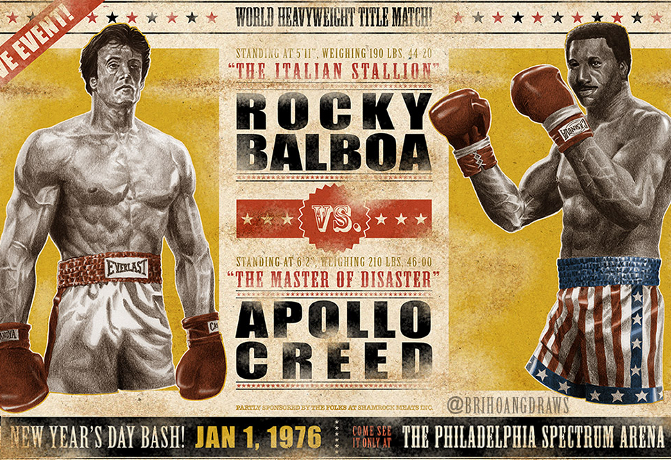 VE EVENT!
WORLD HEAVYWEIGHT TITLE MATCH!
STANDING AT 5'11", WEIGHING 190 LBS, 44-20
"THE ITALIAN STALLION"
ROCKY
BALBOA
VS.
STANDING AT 6'2", WEIGHING 210 LBS, 46-00
"THE MASTER OF DISASTER"
APOLLO
CREED
PARTLY SPONSORED BY THE FOLKS AT SHAMROCK MEATS INC.
EVERLAST
@BRIHOANGDRAWS
NEW YEAR'S DAY BASH! JAN 1, 1976 COME SEE IT ONLY AT THE PHILADELPHIA SPECTRUM ARENA